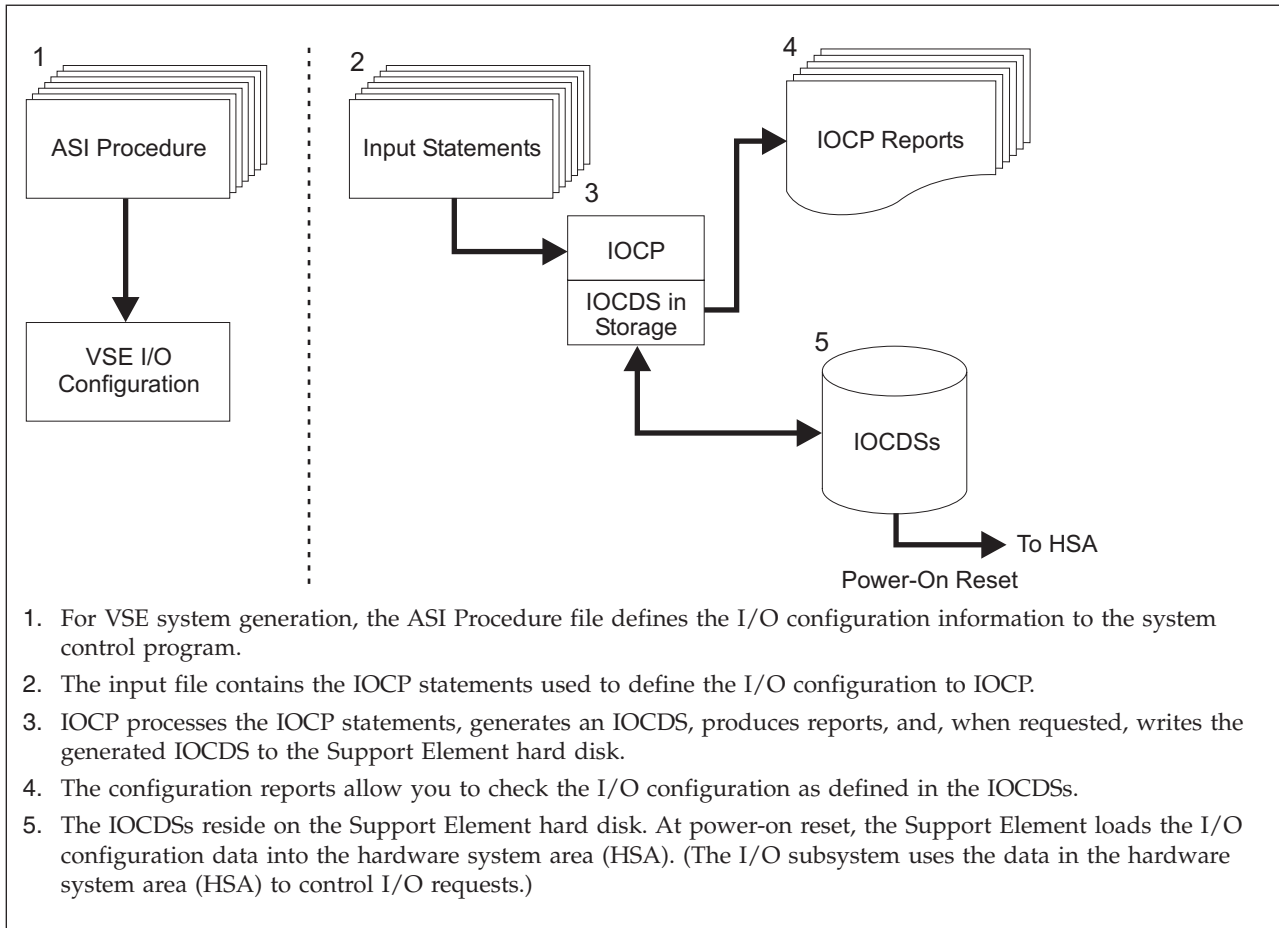 1
ASI Procedure
VSE I/O
Configuration
2
Input Statements
3
IOCP
IOCDS in
Storage
4
IOCP Reports
5
IOCDSs
To HSA
Power-On Reset
1. For VSE system generation, the ASI Procedure file defines the I/O configuration information to the system
control program.
2. The input file contains the IOCP statements used to define the I/O configuration to IOCP.
3. IOCP processes the IOCP statements, generates an IOCDS, produces reports, and, when requested, writes the
generated IOCDS to the Support Element hard disk.
4. The configuration reports allow you to check the I/O configuration as defined in the IOCDSs.
5. The IOCDSs reside on the Support Element hard disk. At power-on reset, the Support Element loads the I/O
configuration data into the hardware system area (HSA). (The I/O subsystem uses the data in the hardware
system area (HSA) to control I/O requests.)